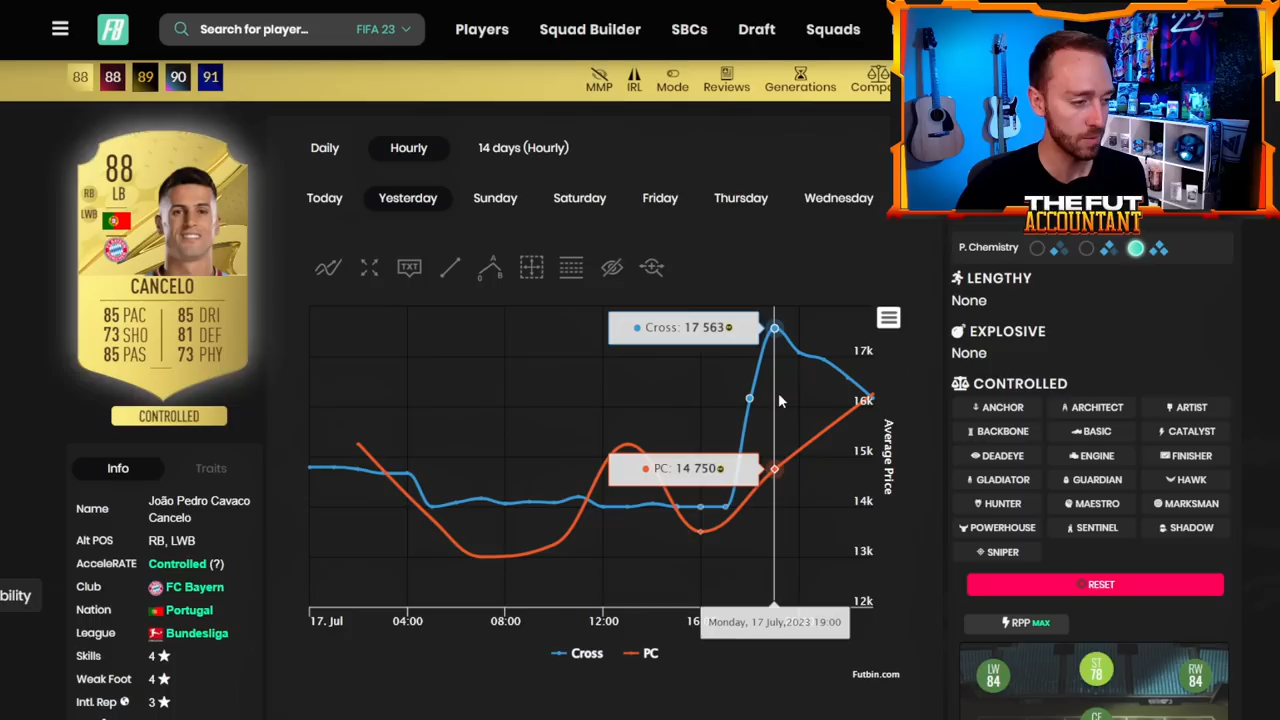 FB
Search for player...
FIFA 23
Players
Squad Builder
SBCs
Draft
Squads
88
88
89
90
91
MMP
IRL
Mode
Reviews
Generations
Compa
88
LB
RB
LWB
CANCELO
85 PAC
85 DRI
73 SHO
81 DEF
85 PAS
73 PHY
CONTROLLED
Daily
Hourly
14 days (Hourly)
Today
Yesterday
Sunday
Saturday
Friday
Thursday
Wednesday
TXT
Cross: 17 563
PC: 14 750
17k
16k
15k
14k
13k
12k
Average Price
17. Jul
04:00
08:00
12:00
16
Monday, 17 July,2023 19:00
Cross
PC
Futbin.com
Info
Traits
Name
João Pedro Cavaco
Cancelo
Alt POS
RB, LWB
AcceleRATE
Controlled (?)
Club
FC Bayern
Nation
Portugal
League
Bundesliga
Skills
4
Weak Foot
4
Intl. Rep
3
bility
THE FUT
ACCOUNTANT
P. Chemistry
LENGTHY
None
EXPLOSIVE
None
CONTROLLED
ANCHOR
ARCHITECT
ARTIST
BACKBONE
BASIC
CATALYST
DEADEYE
ENGINE
FINISHER
GLADIATOR
GUARDIAN
HAWK
HUNTER
MAESTRO
MARKSMAN
POWERHOUSE
SENTINEL
SHADOW
SNIPER
RESET
RPP MAX
LW
84
ST
78
RW
84
CF